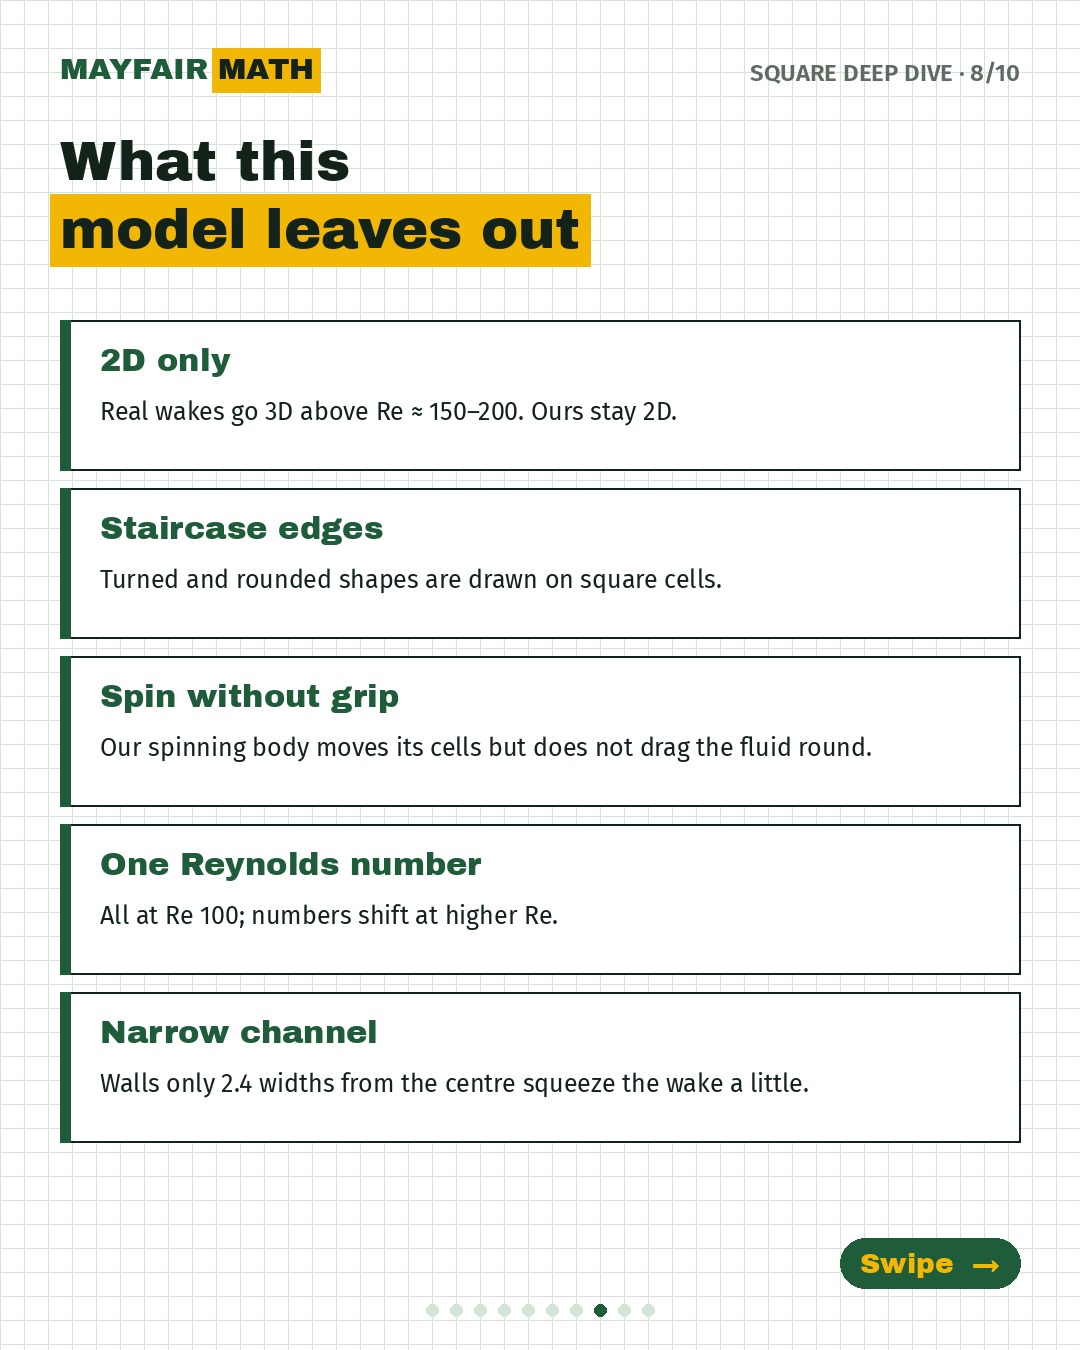 MAYFAIR MATH
SQUARE DEEP DIVE · 8/10
What this
model leaves out
2D only
Real wakes go 3D above Re ≈ 150–200. Ours stay 2D.
Staircase edges
Turned and rounded shapes are drawn on square cells.
Spin without grip
Our spinning body moves its cells but does not drag the fluid round.
One Reynolds number
All at Re 100; numbers shift at higher Re.
Narrow channel
Walls only 2.4 widths from the centre squeeze the wake a little.
Swipe →